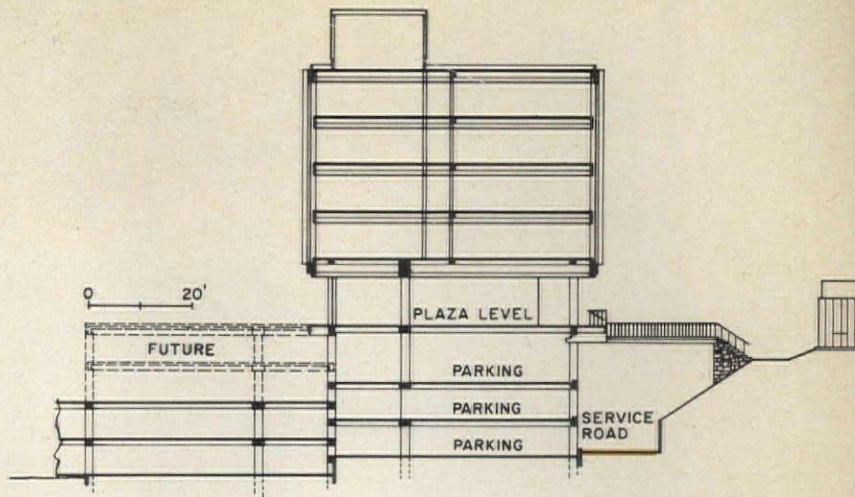 0 20'
PLAZA LEVEL
FUTURE
PARKING
PARKING
SERVICE
ROAD
PARKING